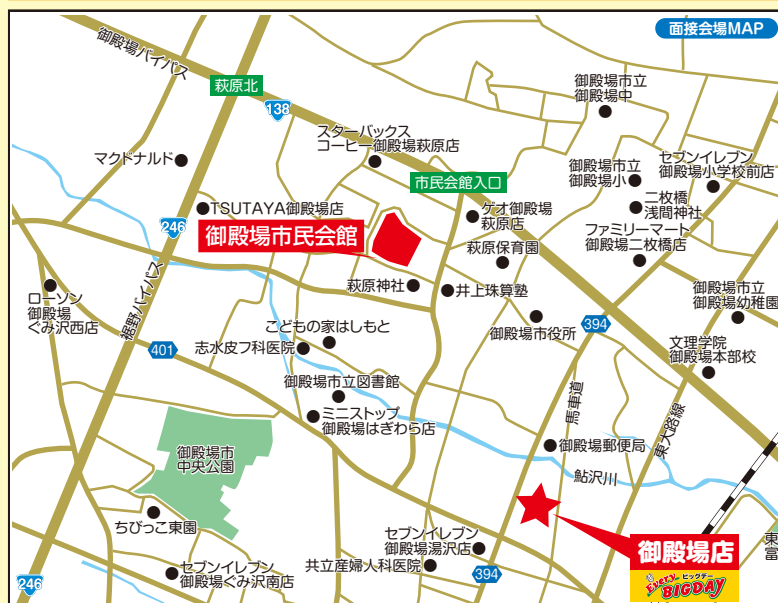 面接会場MAP
御殿場バイパス
萩原北
138
御殿場市立
御殿場中
スターバックス
コーヒー御殿場萩原店
マクドナルド
セブンイレブン
御殿場小学校前店
御殿場市立
御殿場小
市民会館入口
二枚橋
浅間神社
TSUTAYA御殿場店
ゲオ御殿場
萩原店
246
御殿場市民会館
ファミリーマート
御殿場二枚橋店
萩原保育園
萩原神社
井上珠算塾
御殿場市立
御殿場幼稚園
ローソン
御殿場
ぐみ沢西店
裾野バイパス
こどもの家はしもと
御殿場市役所
394
401
志水皮フ科医院
文理学院
御殿場本部校
御殿場市立図書館
馬車道
ミニストップ
御殿場はぎわら店
東大路線
御殿場市
中央公園
御殿場郵便局
鮎沢川
ちびっこ東園
セブンイレブン
御殿場湯沢店
御殿場店
東
富
共立産婦人科医院
セブンイレブン
御殿場ぐみ沢南店
394
246
Every ビッグデー
BIGDAY